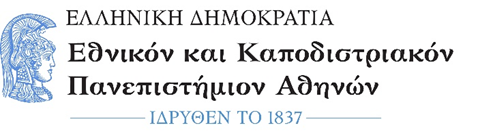 ΕΛΛΗΝΙΚΗ ΔΗΜΟΚΡΑΤΙΑ
Εθνικόν και Καποδιστριακόν
Πανεπιστήμιον Αθηνών
ΙΔΡΥΘΕΝ ΤΟ 1837